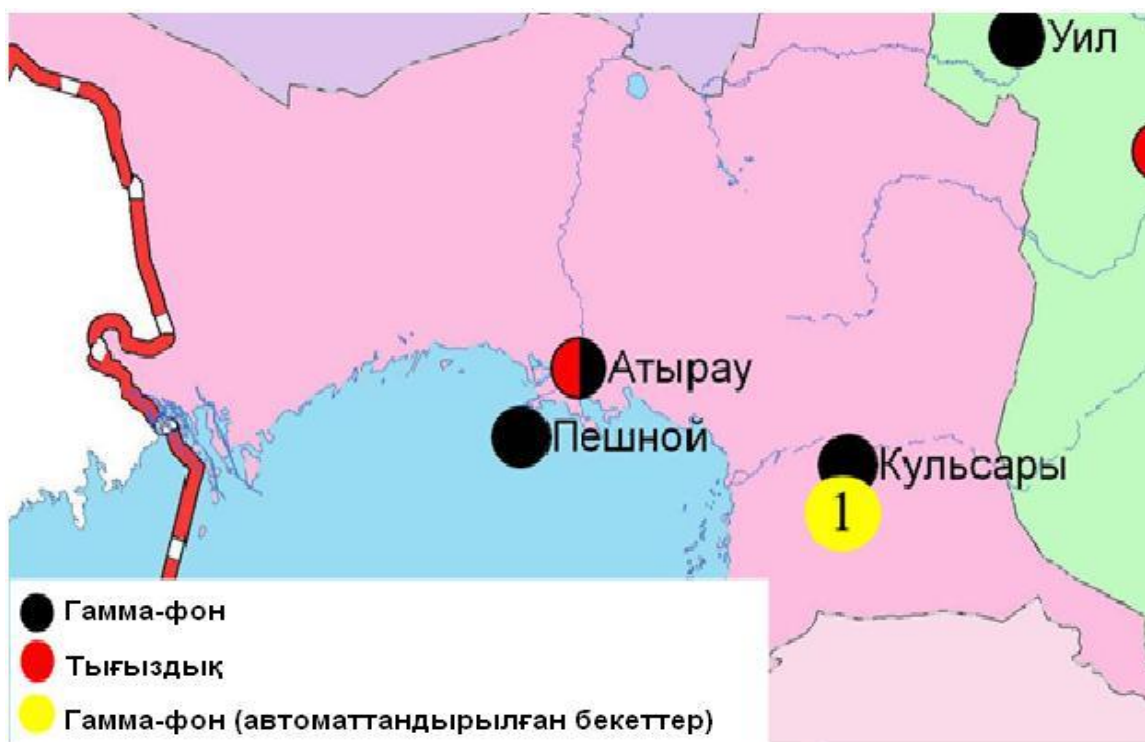 Уил
Атырау
Пешной
Кульсары
1
Гамма-фон
Тығыздық
Гамма-фон (автоматтандырылған бекеттер)